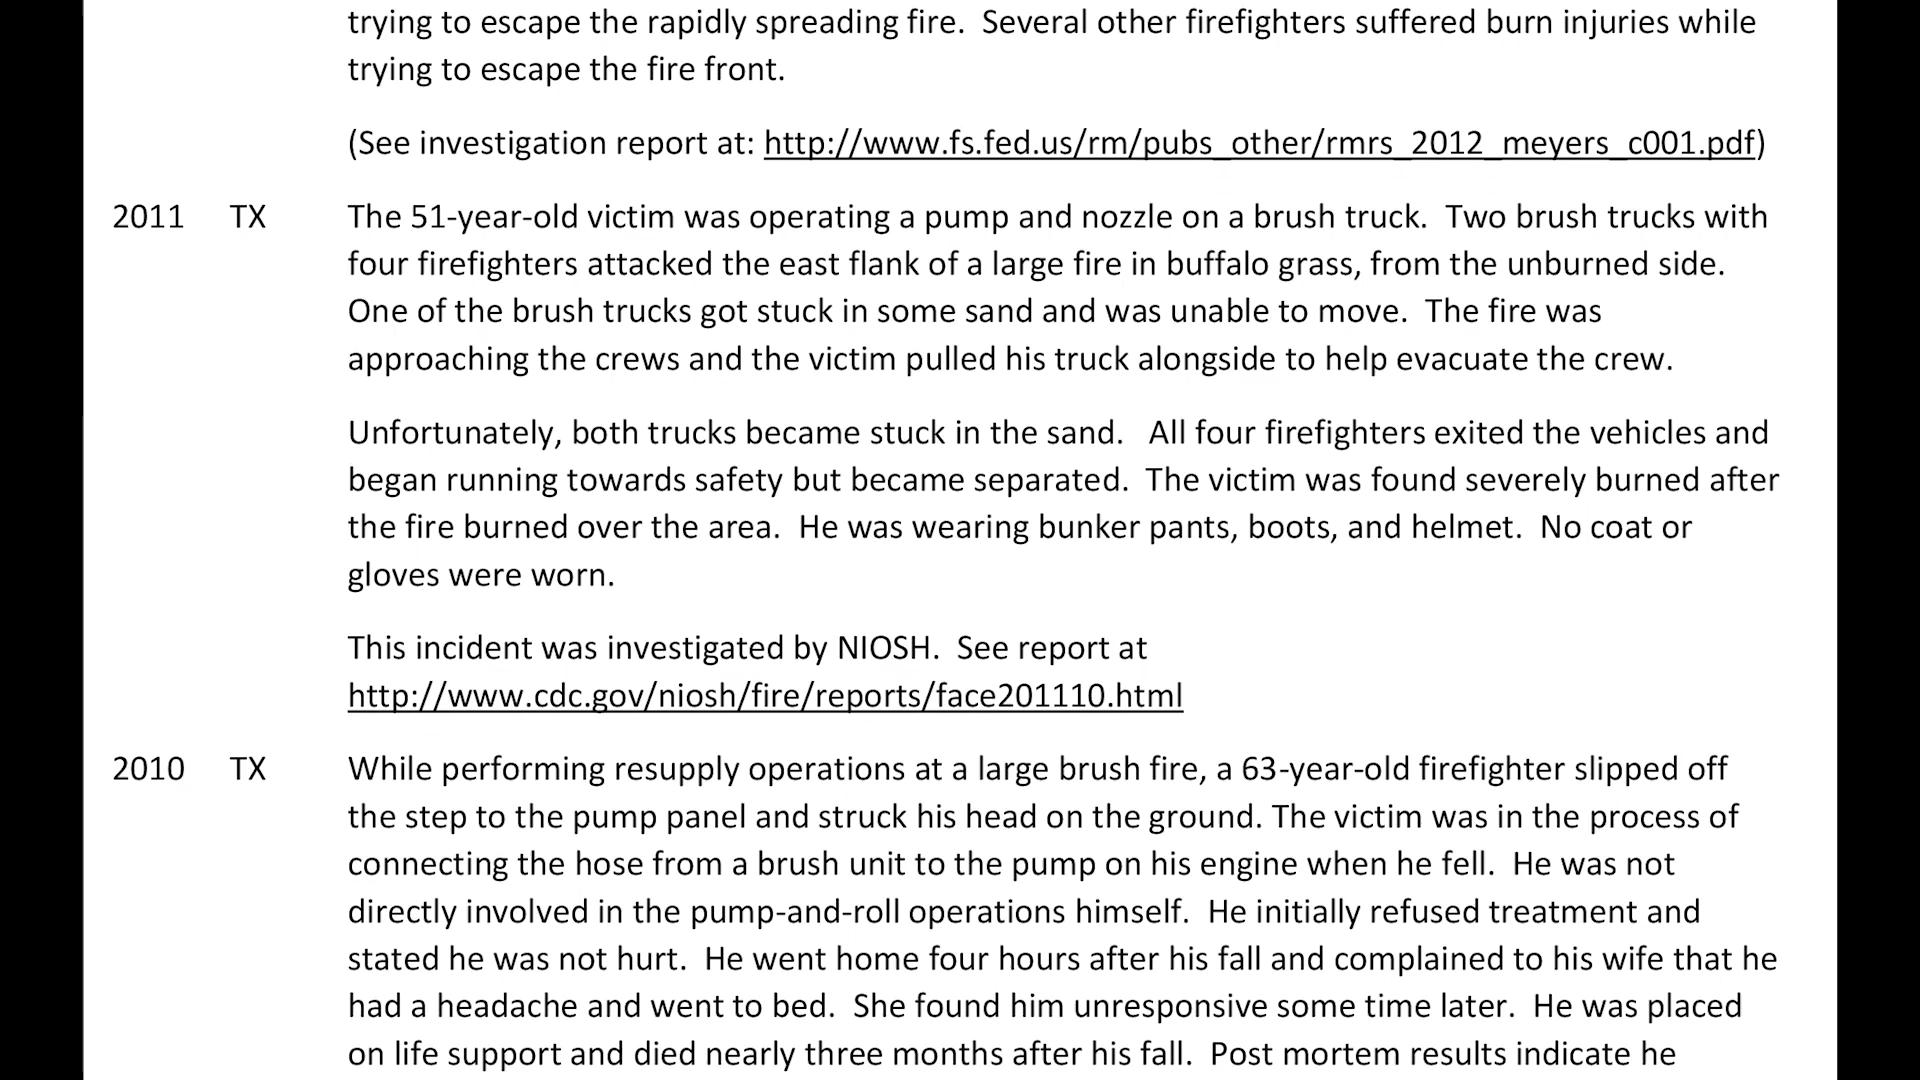 trying to escape the rapidly spreading fire.  Several other firefighters suffered burn injuries while
trying to escape the fire front.
(See investigation report at: http://www.fs.fed.us/rm/pubs_other/rmrs_2012_meyers_c001.pdf)
2011 TX The 51-year-old victim was operating a pump and nozzle on a brush truck.  Two brush trucks with
four firefighters attacked the east flank of a large fire in buffalo grass, from the unburned side.
One of the brush trucks got stuck in some sand and was unable to move.  The fire was
approaching the crews and the victim pulled his truck alongside to help evacuate the crew.
Unfortunately, both trucks became stuck in the sand.   All four firefighters exited the vehicles and
began running towards safety but became separated.  The victim was found severely burned after
the fire burned over the area.  He was wearing bunker pants, boots, and helmet.  No coat or
gloves were worn.
This incident was investigated by NIOSH.  See report at
http://www.cdc.gov/niosh/fire/reports/face201110.html
2010 TX While performing resupply operations at a large brush fire, a 63-year-old firefighter slipped off
the step to the pump panel and struck his head on the ground. The victim was in the process of
connecting the hose from a brush unit to the pump on his engine when he fell.  He was not
directly involved in the pump-and-roll operations himself.  He initially refused treatment and
stated he was not hurt.  He went home four hours after his fall and complained to his wife that he
had a headache and went to bed.  She found him unresponsive some time later.  He was placed
on life support and died nearly three months after his fall.  Post mortem results indicate he